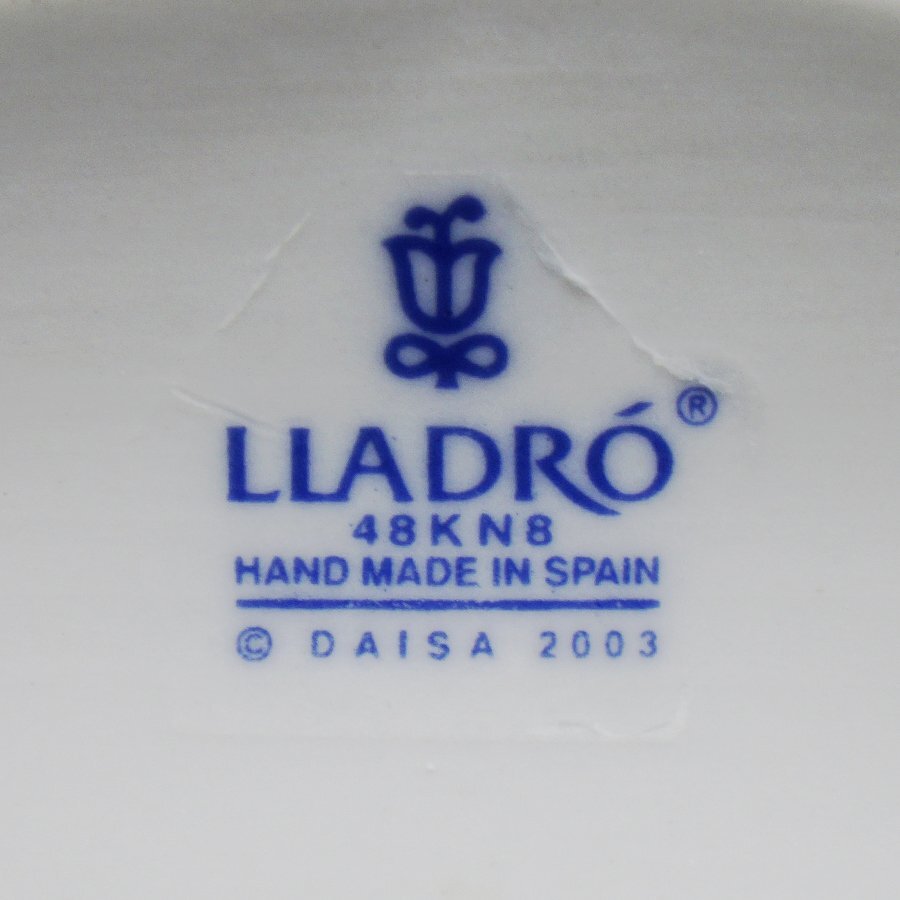 LLADRÓ®
48KN8
HAND MADE IN SPAIN
© DAISA 2003